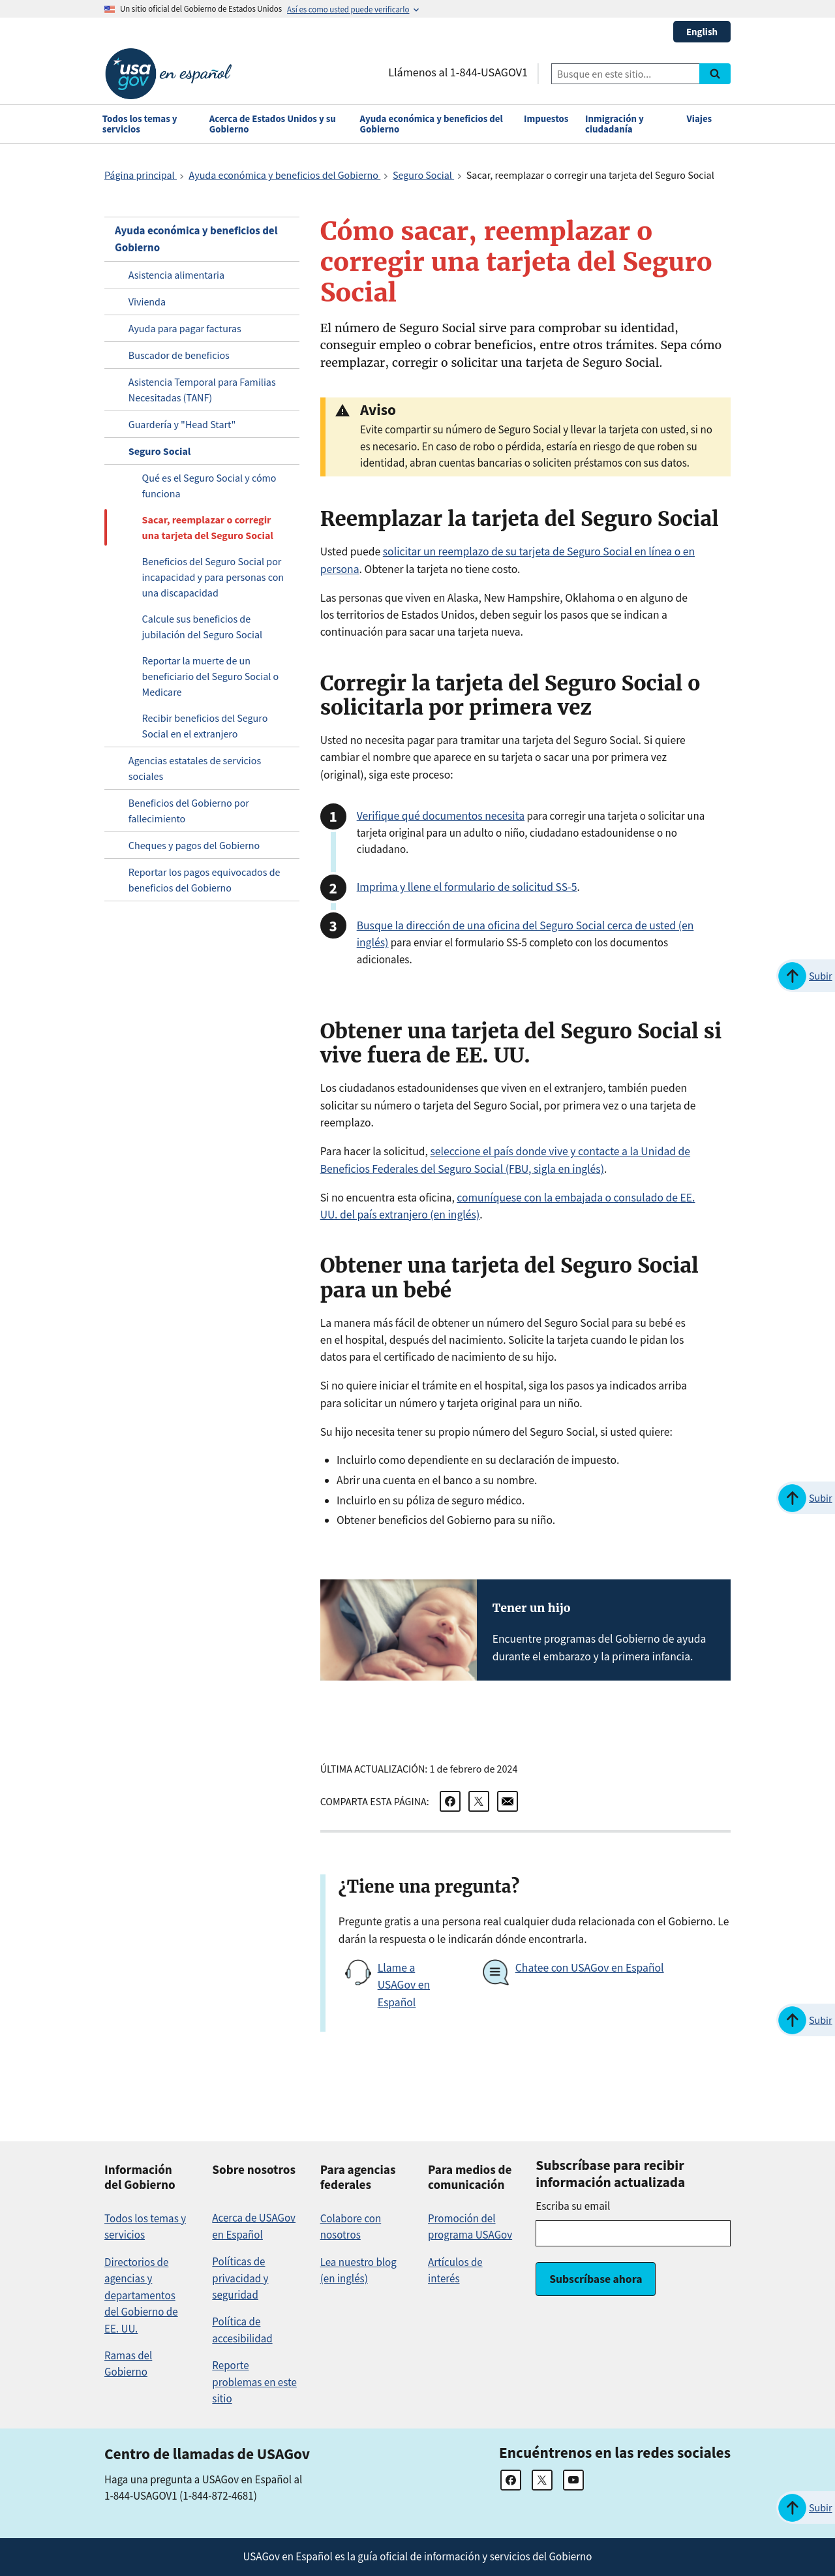 Un sitio oficial del Gobierno de Estados Unidos Así es como usted puede verificarlo
English
usa gov en español
Llámenos al 1-844-USAGOV1
Busque en este sitio...
Todos los temas y servicios
Acerca de Estados Unidos y su Gobierno
Ayuda económica y beneficios del Gobierno
Impuestos
Inmigración y ciudadanía
Viajes
Página principal › Ayuda económica y beneficios del Gobierno › Seguro Social › Sacar, reemplazar o corregir una tarjeta del Seguro Social
Ayuda económica y beneficios del
Gobierno
Asistencia alimentaria
Vivienda
Ayuda para pagar facturas
Buscador de beneficios
Asistencia Temporal para Familias
Necesitadas (TANF)
Guardería y "Head Start"
Seguro Social
Qué es el Seguro Social y cómo
funciona
Sacar, reemplazar o corregir
una tarjeta del Seguro Social
Beneficios del Seguro Social por
incapacidad y para personas con
una discapacidad
Calcule sus beneficios de
jubilación del Seguro Social
Reportar la muerte de un
beneficiario del Seguro Social o
Medicare
Recibir beneficios del Seguro
Social en el extranjero
Agencias estatales de servicios
sociales
Beneficios del Gobierno por
fallecimiento
Cheques y pagos del Gobierno
Reportar los pagos equivocados de
beneficios del Gobierno
Cómo sacar, reemplazar o
corregir una tarjeta del Seguro
Social
El número de Seguro Social sirve para comprobar su identidad,
conseguir empleo o cobrar beneficios, entre otros trámites. Sepa cómo
reemplazar, corregir o solicitar una tarjeta de Seguro Social.
Aviso
Evite compartir su número de Seguro Social y llevar la tarjeta con usted, si no
es necesario. En caso de robo o pérdida, estaría en riesgo de que roben su
identidad, abran cuentas bancarias o soliciten préstamos con sus datos.
Reemplazar la tarjeta del Seguro Social
Usted puede solicitar un reemplazo de su tarjeta de Seguro Social en línea o en
persona. Obtener la tarjeta no tiene costo.
Las personas que viven en Alaska, New Hampshire, Oklahoma o en alguno de
los territorios de Estados Unidos, deben seguir los pasos que se indican a
continuación para sacar una tarjeta nueva.
Corregir la tarjeta del Seguro Social o
solicitarla por primera vez
Usted no necesita pagar para tramitar una tarjeta del Seguro Social. Si quiere
cambiar el nombre que aparece en su tarjeta o sacar una por primera vez
(original), siga este proceso:
1 Verifique qué documentos necesita para corregir una tarjeta o solicitar una
tarjeta original para un adulto o niño, ciudadano estadounidense o no
ciudadano.
2 Imprima y llene el formulario de solicitud SS-5.
3 Busque la dirección de una oficina del Seguro Social cerca de usted (en
inglés) para enviar el formulario SS-5 completo con los documentos
adicionales.
Subir
Obtener una tarjeta del Seguro Social si
vive fuera de EE. UU.
Los ciudadanos estadounidenses que viven en el extranjero, también pueden
solicitar su número o tarjeta del Seguro Social, por primera vez o una tarjeta de
reemplazo.
Para hacer la solicitud, seleccione el país donde vive y contacte a la Unidad de
Beneficios Federales del Seguro Social (FBU, sigla en inglés).
Si no encuentra esta oficina, comuníquese con la embajada o consulado de EE.
UU. del país extranjero (en inglés).
Obtener una tarjeta del Seguro Social
para un bebé
La manera más fácil de obtener un número del Seguro Social para su bebé es
en el hospital, después del nacimiento. Solicite la tarjeta cuando le pidan los
datos para el certificado de nacimiento de su hijo.
Si no quiere iniciar el trámite en el hospital, siga los pasos ya indicados arriba
para solicitar un número y tarjeta original para un niño.
Su hijo necesita tener su propio número del Seguro Social, si usted quiere:
• Incluirlo como dependiente en su declaración de impuesto.
• Abrir una cuenta en el banco a su nombre.
• Incluirlo en su póliza de seguro médico.
• Obtener beneficios del Gobierno para su niño.
Subir
Tener un hijo
Encuentre programas del Gobierno de ayuda
durante el embarazo y la primera infancia.
ÚLTIMA ACTUALIZACIÓN: 1 de febrero de 2024
COMPARTA ESTA PÁGINA:
¿Tiene una pregunta?
Pregunte gratis a una persona real cualquier duda relacionada con el Gobierno. Le
darán la respuesta o le indicarán dónde encontrarla.
Llame a
USAGov en
Español
Chatee con USAGov en Español
Subir
Información
del Gobierno
Todos los temas y
servicios
Directorios de
agencias y
departamentos
del Gobierno de
EE. UU.
Ramas del
Gobierno
Sobre nosotros
Acerca de USAGov
en Español
Políticas de
privacidad y
seguridad
Política de
accesibilidad
Reporte
problemas en este
sitio
Para agencias
federales
Colabore con
nosotros
Lea nuestro blog
(en inglés)
Para medios de
comunicación
Promoción del
programa USAGov
Artículos de
interés
Subscríbase para recibir
información actualizada
Escriba su email
Subscríbase ahora
Centro de llamadas de USAGov
Haga una pregunta a USAGov en Español al
1-844-USAGOV1 (1-844-872-4681)
Encuéntrenos en las redes sociales
Subir
USAGov en Español es la guía oficial de información y servicios del Gobierno